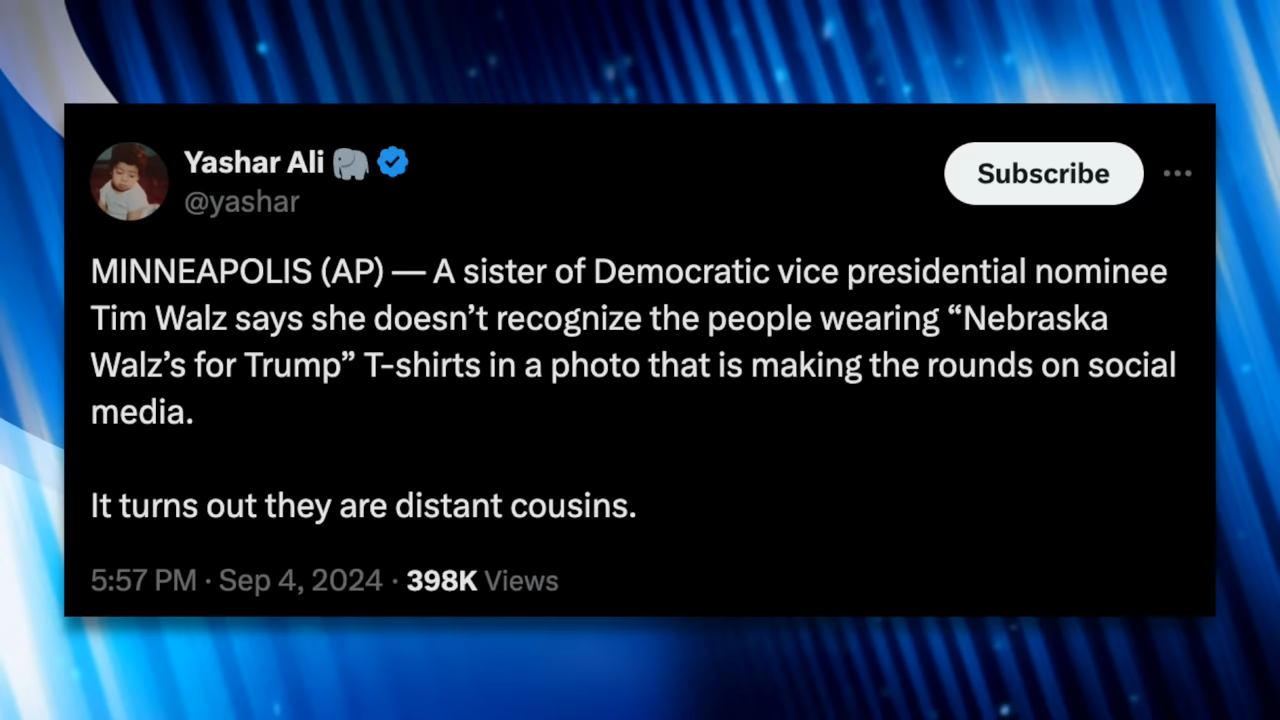 Yashar Ali 🐘
@yashar
Subscribe
MINNEAPOLIS (AP) — A sister of Democratic vice presidential nominee
Tim Walz says she doesn’t recognize the people wearing “Nebraska
Walz’s for Trump” T-shirts in a photo that is making the rounds on social
media.
It turns out they are distant cousins.
5:57 PM · Sep 4, 2024 · 398K Views